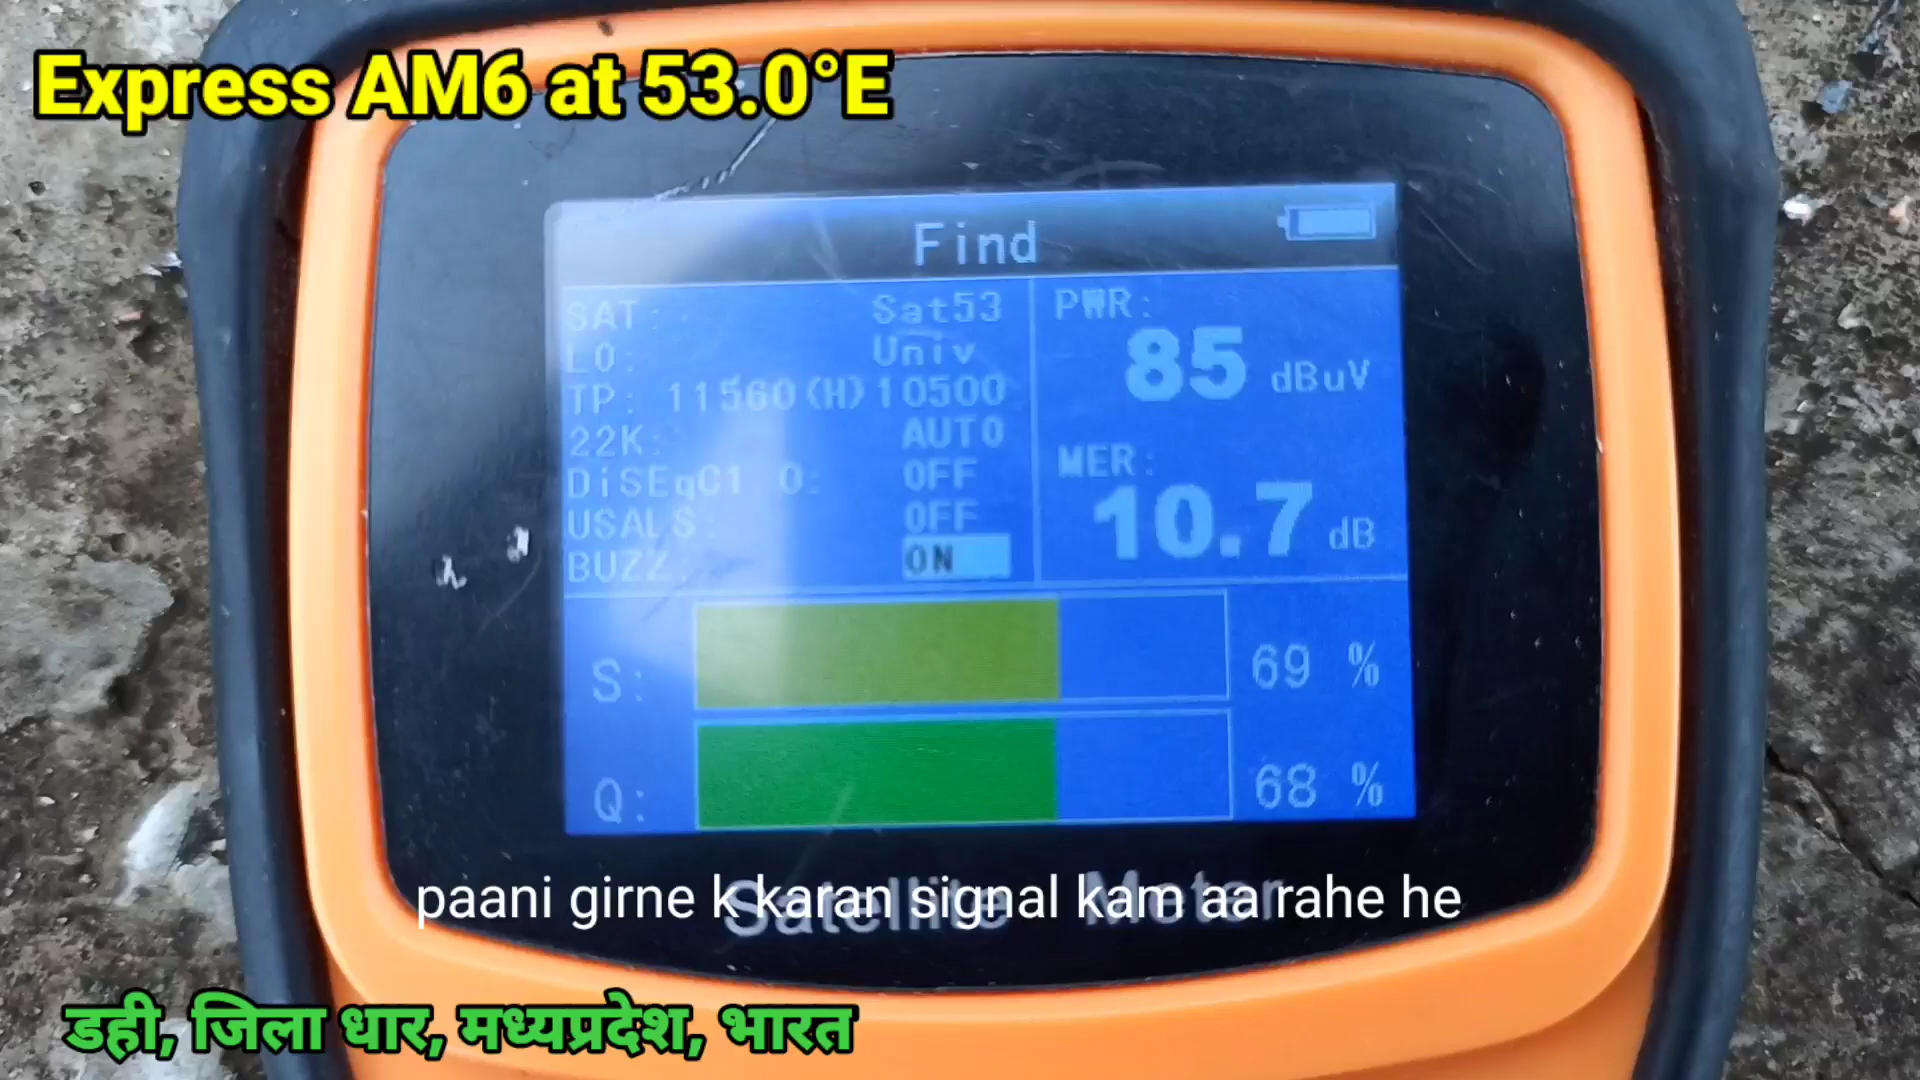 Express AM6 at 53.0°E
Find
SAT: Sat53
LO: Univ
TP: 11560(H)10500
22K: AUTO
DiSEqC1.0: OFF
USALS: OFF
BUZZ: ON
PWR:
85 dBuV
MER:
10.7 dB
S: 69 %
Q: 68 %
Satellite Meter
paani girne k karan signal kam aa rahe he
डही, जिला धार, मध्यप्रदेश, भारत